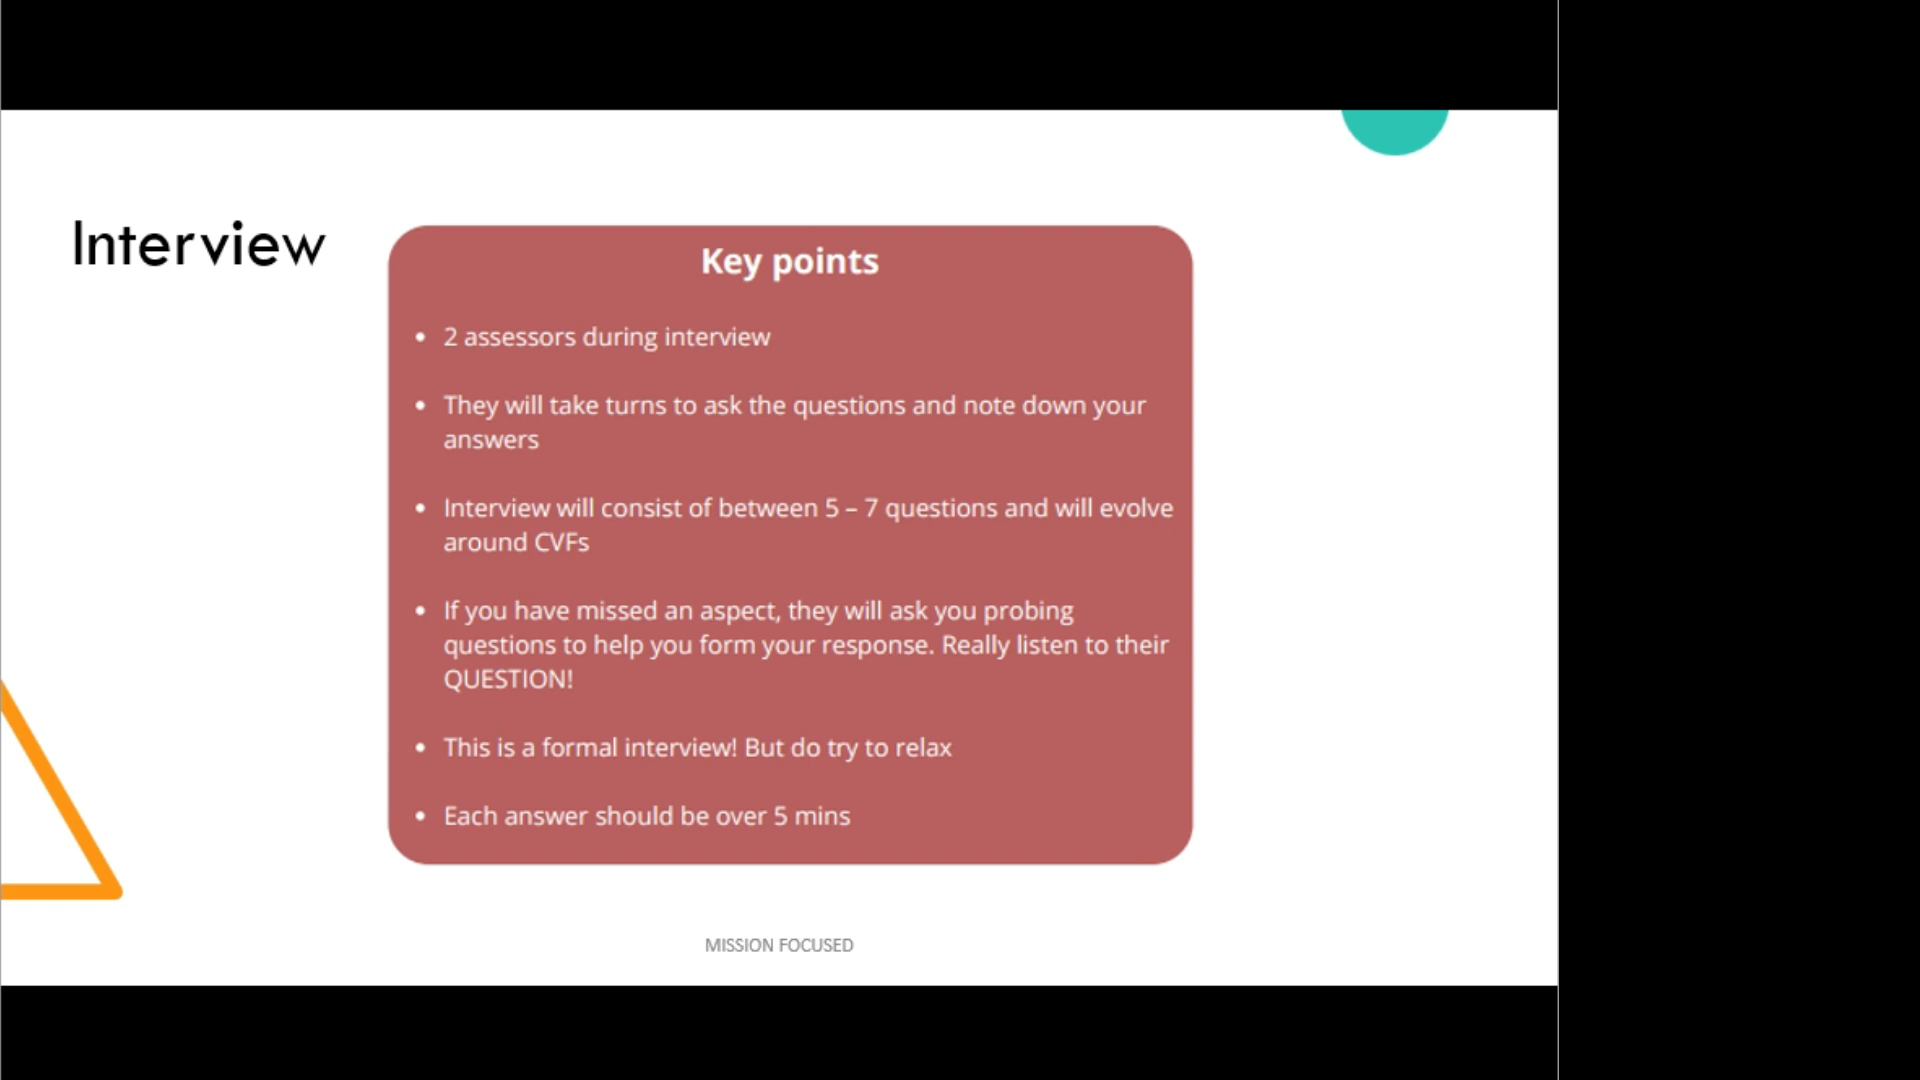 Interview
Key points
• 2 assessors during interview
• They will take turns to ask the questions and note down your
answers
• Interview will consist of between 5 – 7 questions and will evolve
around CVFs
• If you have missed an aspect, they will ask you probing
questions to help you form your response. Really listen to their
QUESTION!
• This is a formal interview! But do try to relax
• Each answer should be over 5 mins
MISSION FOCUSED